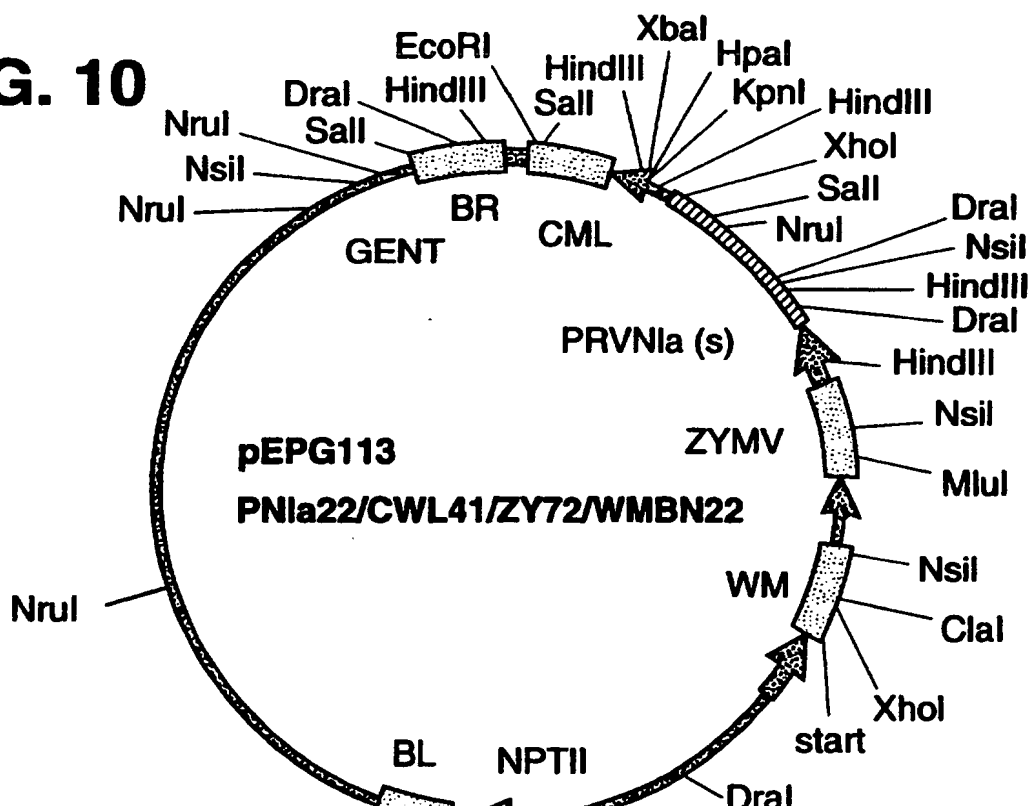 G. 10
XbaI
EcoRI
HindIII
HpaI
DraI
HindIII
SalI
KpnI
HindIII
NruI
SalI
XhoI
NsiI
SalI
NruI
BR
CML
NruI
DraI
GENT
NsiI
HindIII
DraI
PRVNIa (s)
HindIII
NsiI
ZYMV
pEPG113
MluI
PNIa22/CWL41/ZY72/WMBN22
NsiI
WM
NruI
ClaI
XhoI
start
BL
NPTII
DraI